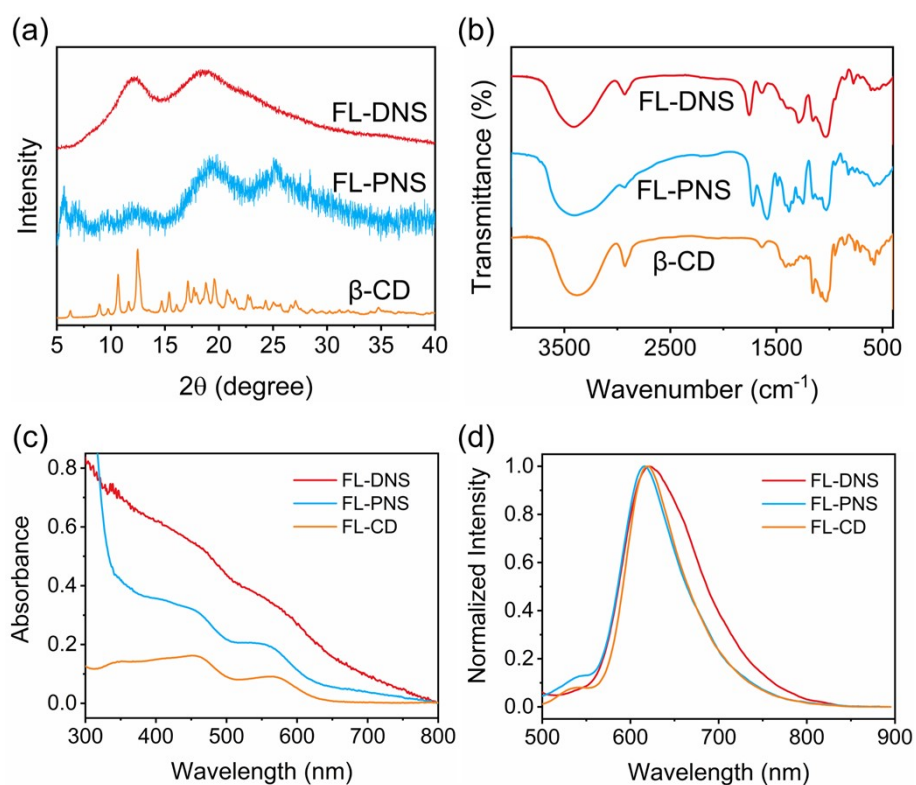 (a)
Intensity
FL-DNS
FL-PNS
β-CD
5 10 15 20 25 30 35 40
2θ (degree)
(b)
Transmittance (%)
FL-DNS
FL-PNS
β-CD
3500 2500 1500 500
Wavenumber (cm⁻¹)
(c)
Absorbance
0.8
0.6
0.4
0.2
0.0
FL-DNS
FL-PNS
FL-CD
300 400 500 600 700 800
Wavelength (nm)
(d)
Normalized Intensity
1.0
0.8
0.6
0.4
0.2
0.0
FL-DNS
FL-PNS
FL-CD
500 600 700 800 900
Wavelength (nm)